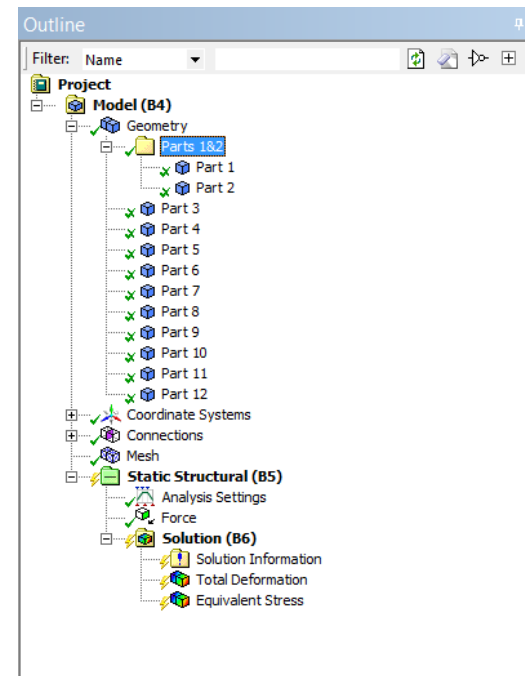 Outline
Filter: Name
Project
Model (B4)
Geometry
Parts 1&2
Part 1
Part 2
Part 3
Part 4
Part 5
Part 6
Part 7
Part 8
Part 9
Part 10
Part 11
Part 12
Coordinate Systems
Connections
Mesh
Static Structural (B5)
Analysis Settings
Force
Solution (B6)
Solution Information
Total Deformation
Equivalent Stress